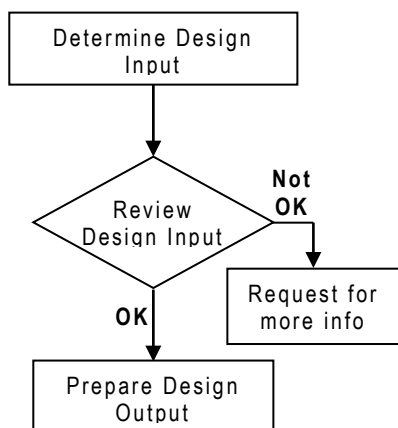 Determine Design
Input
Review
Design Input
Not
OK
Request for
more info
OK
Prepare Design
Output